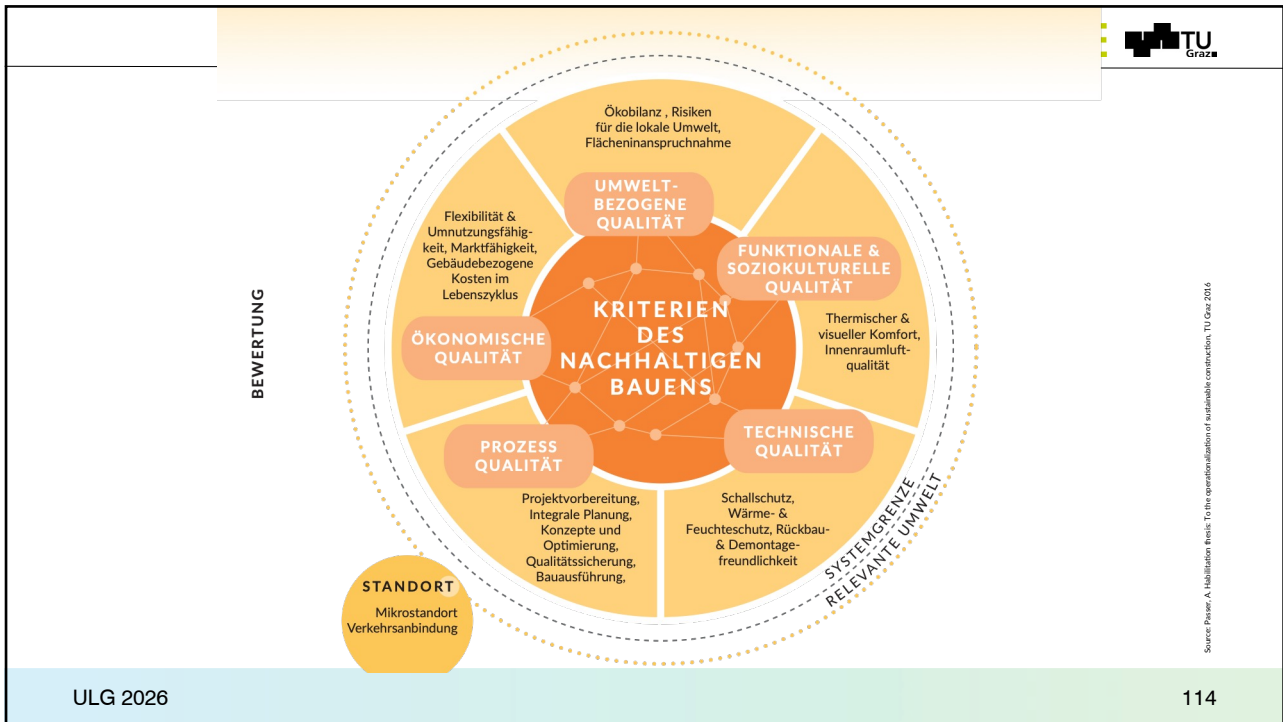 TU
Graz
Ökobilanz , Risiken
für die lokale Umwelt,
Flächeninanspruchnahme
UMWELT-
BEZOGENE
QUALITÄT
Flexibilität &
Umnutzungsfähig-
keit, Marktfähigkeit,
Gebäudebezogene
Kosten im
Lebenszyklus
FUNKTIONALE &
SOZIOKULTURELLE
QUALITÄT
Thermischer &
visueller Komfort,
Innenraumluft-
qualität
ÖKONOMISCHE
QUALITÄT
KRITERIEN
DES
NACHHALTIGEN
BAUENS
BEWERTUNG
PROZESS
QUALITÄT
TECHNISCHE
QUALITÄT
Projektvorbereitung,
Integrale Planung,
Konzepte und
Optimierung,
Qualitätssicherung,
Bauausführung,
Schallschutz,
Wärme- &
Feuchteschutz, Rückbau-
& Demontage-
freundlichkeit
SYSTEMGRENZE
RELEVANTE UMWELT
STANDORT
Mikrostandort
Verkehrsanbindung
Source: Passer, A. Habilitation thesis: To the operationalization of sustainable construction, TU Graz 2016
ULG 2026
114